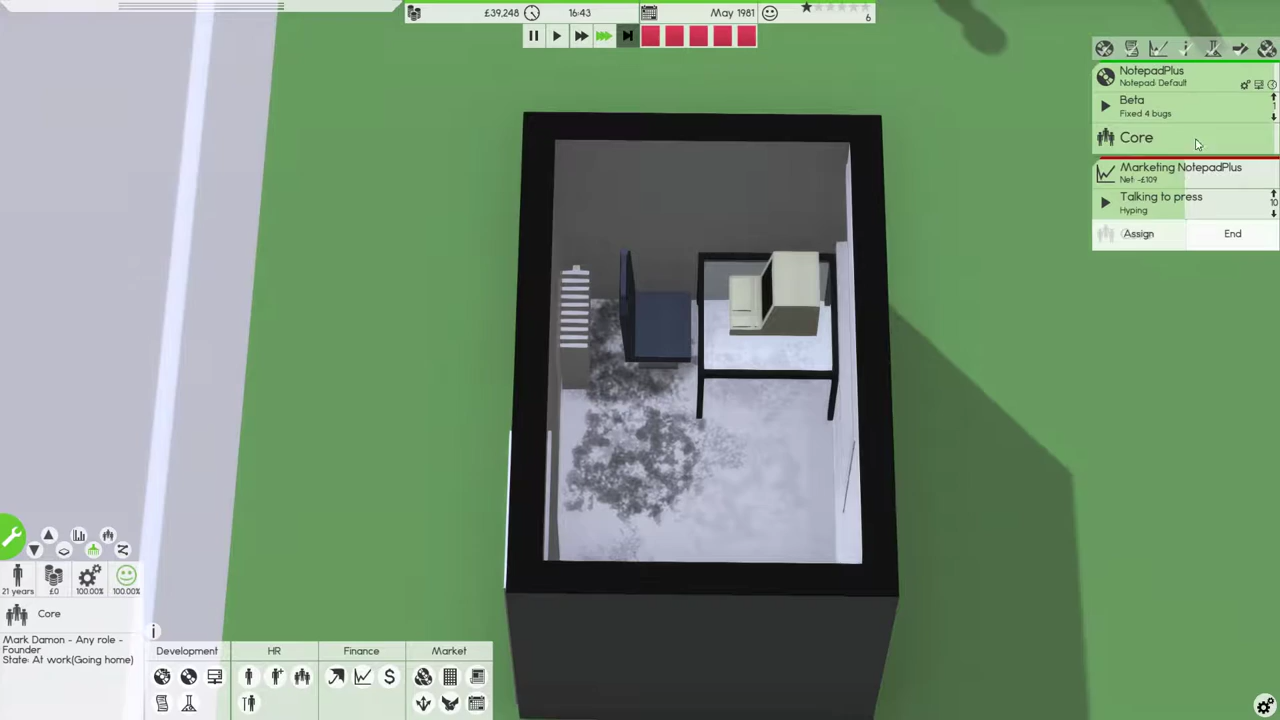 £39,248
16:43
May 1981
6
NotepadPlus
Notepad: Default
Beta
Fixed 4 bugs
1
Core
Marketing NotepadPlus
Net: -£109
Talking to press
Hyping
10
Assign
End
21 years
£0
100.00%
100.00%
Core
Mark Damon - Any role -
Founder
State: At work(Going home)
Development
HR
Finance
Market